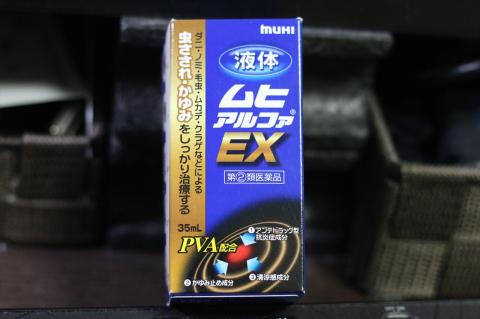 muHI
液体
ムヒ
アルファ®
EX
指②類医薬品
ダニ・ノミ・毛虫・ムカデ・クラゲなどによる
虫さされ・かゆみをしっかり治療する
35mL
PVA配合
①アンテドラッグ型
抗炎症成分
②かゆみ止め成分
③清涼感成分